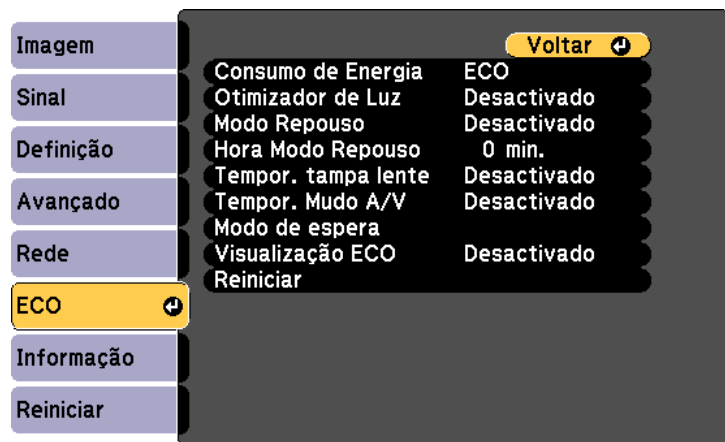 Imagem
Sinal
Definição
Avançado
Rede
ECO
Informação
Reiniciar
Voltar
Consumo de Energia ECO
Otimizador de Luz Desactivado
Modo Repouso Desactivado
Hora Modo Repouso 0 min.
Tempor. tampa lente Desactivado
Tempor. Mudo A/V Desactivado
Modo de espera
Visualização ECO Desactivado
Reiniciar